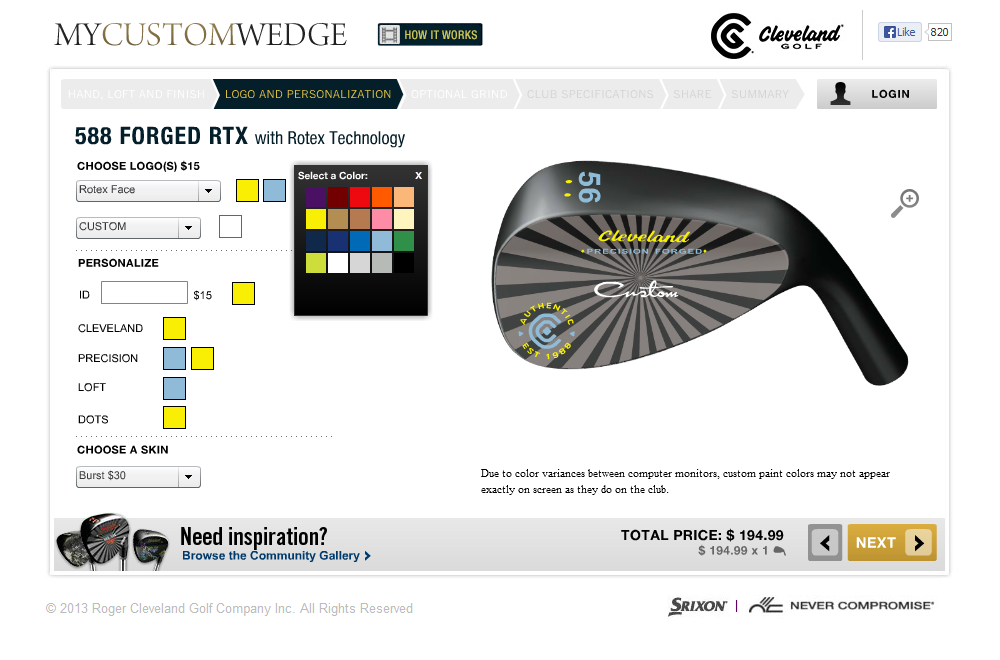 MYCUSTOMWEDGE
HOW IT WORKS
Cleveland
GOLF
Like
820
HAND, LOFT AND FINISH
LOGO AND PERSONALIZATION
OPTIONAL GRIND
CLUB SPECIFICATIONS
SHARE
SUMMARY
LOGIN
588 FORGED RTX with Rotex Technology
CHOOSE LOGO(S) $15
Rotex Face
CUSTOM
Select a Color:
X
PERSONALIZE
ID
$15
CLEVELAND
PRECISION
LOFT
DOTS
CHOOSE A SKIN
Burst $30
56
Cleveland
PRECISION FORGED
Custom
AUTHENTIC
EST 1988
Due to color variances between computer monitors, custom paint colors may not appear
exactly on screen as they do on the club.
Need inspiration?
Browse the Community Gallery
TOTAL PRICE: $ 194.99
$ 194.99 x 1
NEXT
© 2013 Roger Cleveland Golf Company Inc. All Rights Reserved
SRIXON
|
NEVER COMPROMISE®